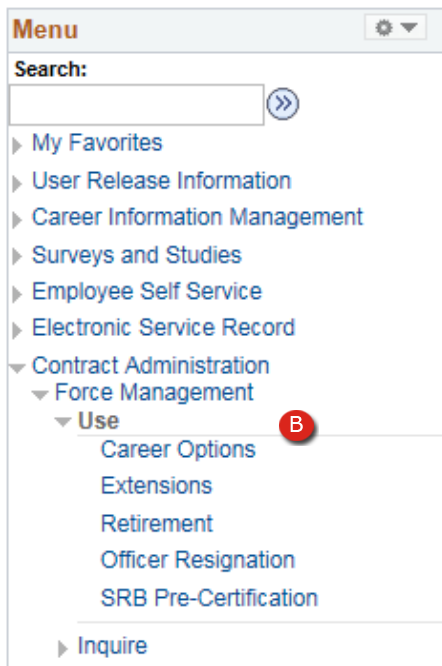 Menu
Search:
My Favorites
User Release Information
Career Information Management
Surveys and Studies
Employee Self Service
Electronic Service Record
Contract Administration
Force Management
Use
B
Career Options
Extensions
Retirement
Officer Resignation
SRB Pre-Certification
Inquire